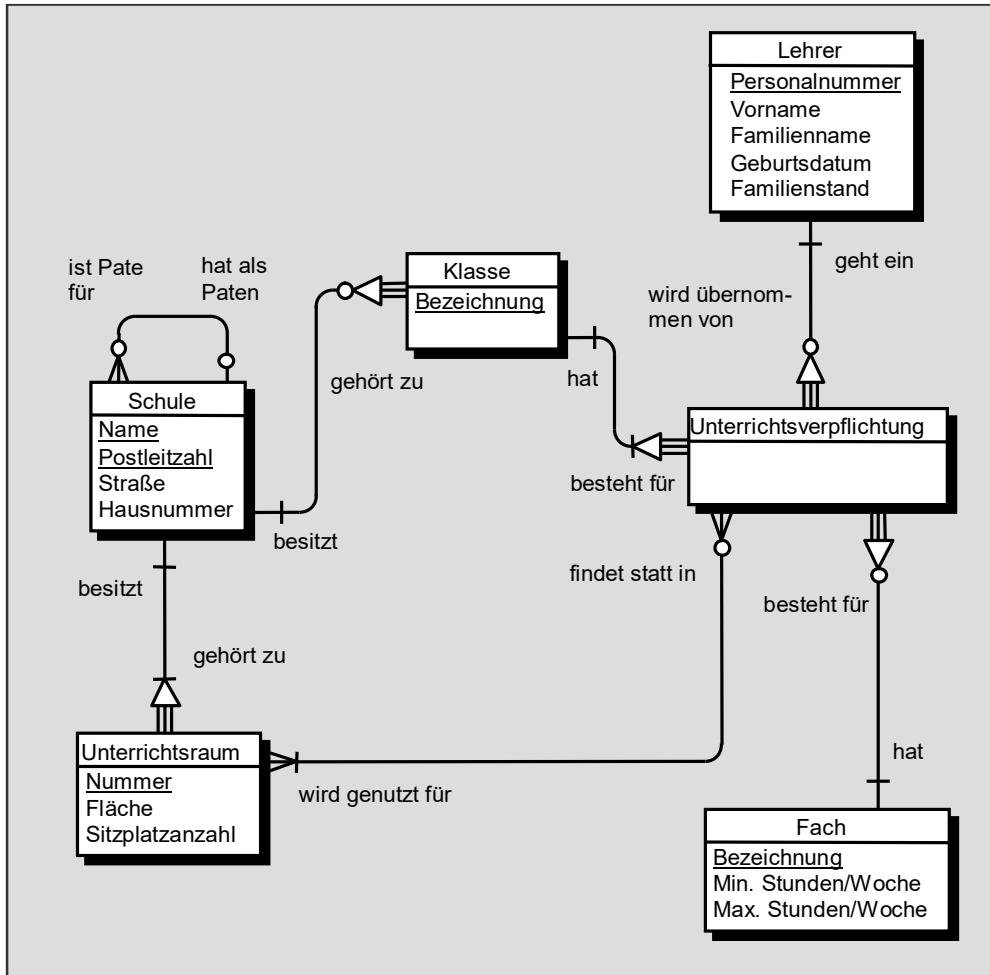 Lehrer
Personalnummer
Vorname
Familienname
Geburtsdatum
Familienstand
geht ein
wird übernom-
men von
ist Pate
für
hat als
Paten
Klasse
Bezeichnung
gehört zu
hat
Schule
Name
Postleitzahl
Straße
Hausnummer
besitzt
besitzt
Unterrichtsverpflichtung
besteht für
findet statt in
besteht für
gehört zu
Unterrichtsraum
Nummer
Fläche
Sitzplatzanzahl
wird genutzt für
hat
Fach
Bezeichnung
Min. Stunden/Woche
Max. Stunden/Woche